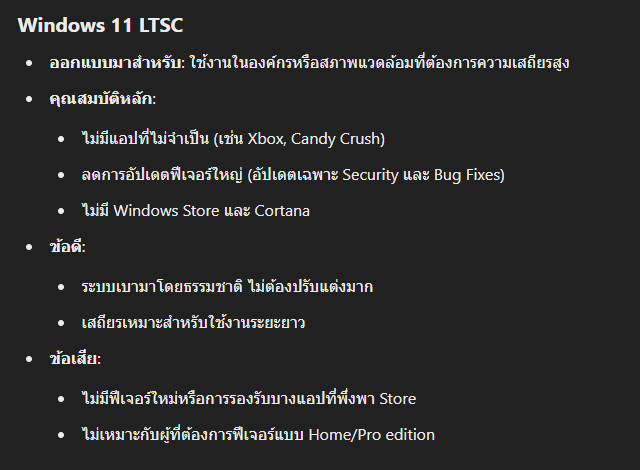 Windows 11 LTSC
• ออกแบบมาสำหรับ: ใช้งานในองค์กรหรือสภาพแวดล้อมที่ต้องการความเสถียรสูง
• คุณสมบัติหลัก:
• ไม่มีแอปที่ไม่จำเป็น (เช่น Xbox, Candy Crush)
• ลดการอัปเดตฟีเจอร์ใหญ่ (อัปเดตเฉพาะ Security และ Bug Fixes)
• ไม่มี Windows Store และ Cortana
• ข้อดี:
• ระบบเบามาโดยธรรมชาติ ไม่ต้องปรับแต่งมาก
• เสถียรเหมาะสำหรับใช้งานระยะยาว
• ข้อเสีย:
• ไม่มีฟีเจอร์ใหม่หรือการรองรับบางแอปที่พึ่งพา Store
• ไม่เหมาะกับผู้ที่ต้องการฟีเจอร์แบบ Home/Pro edition